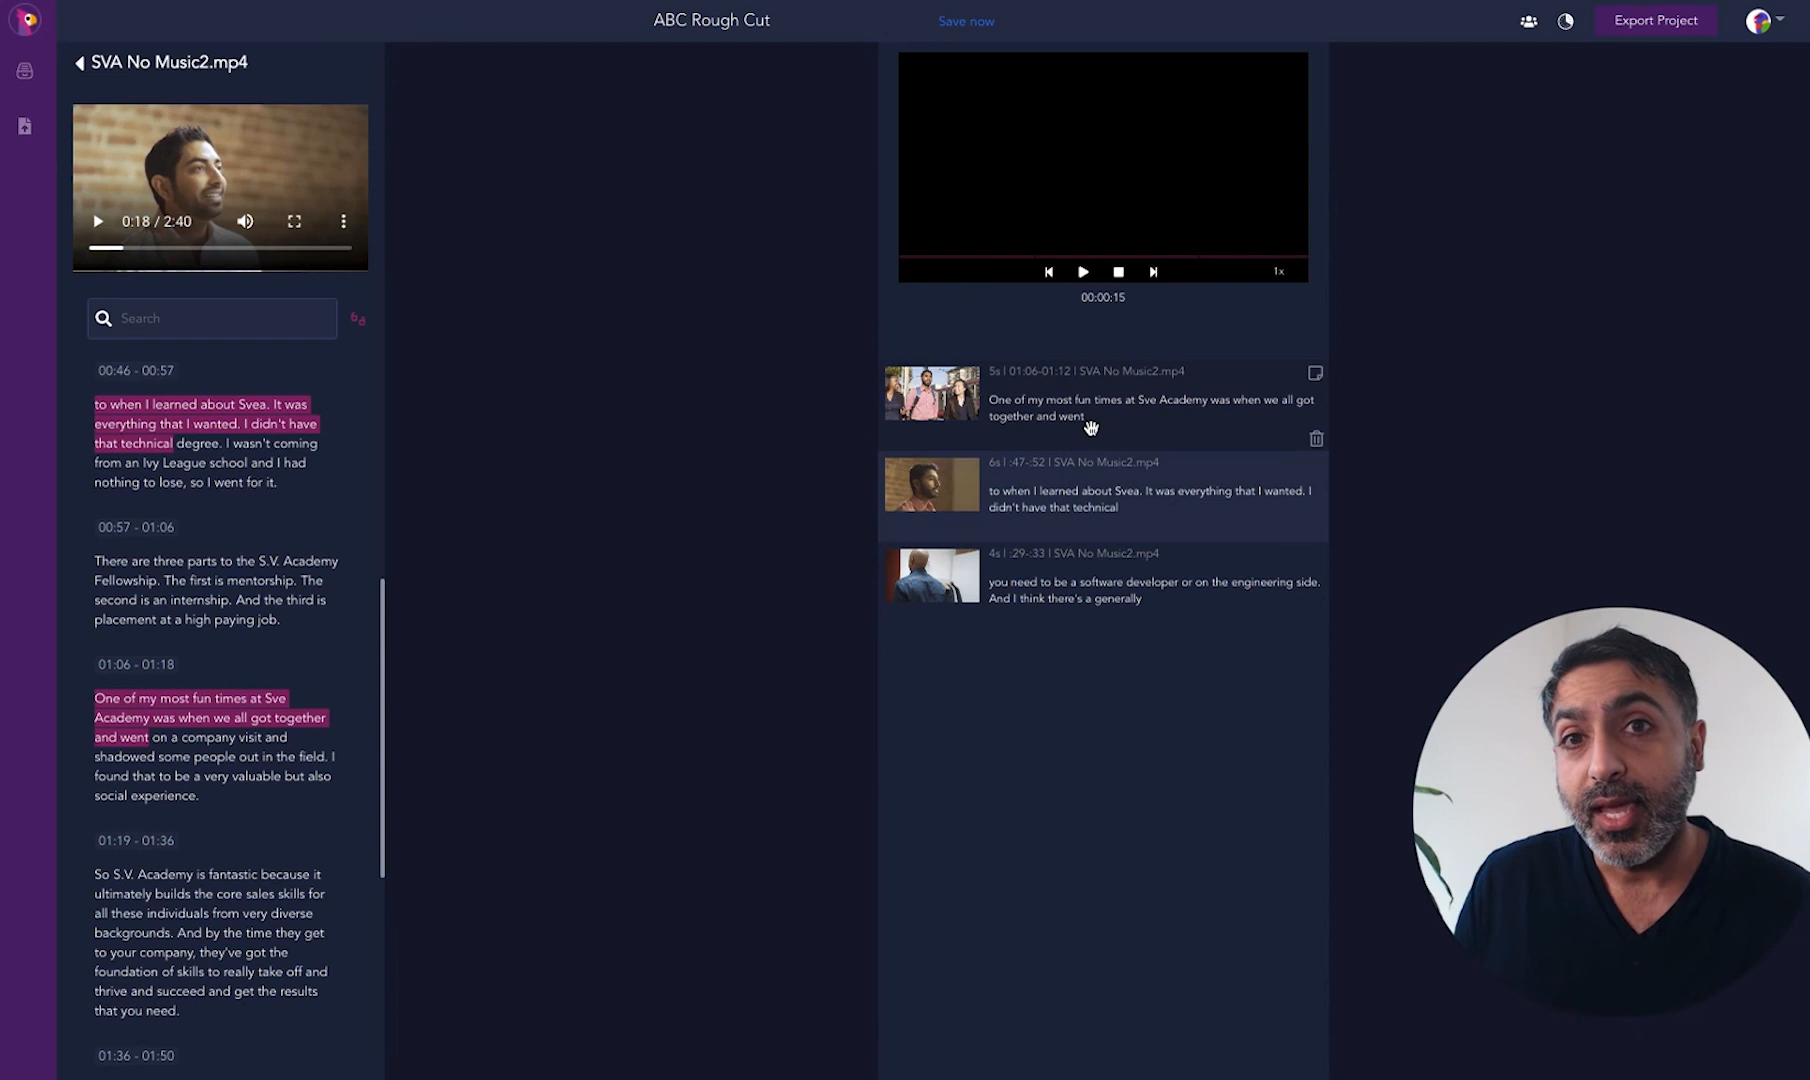 ABC Rough Cut
Save now
Export Project
SVA No Music2.mp4
0:18 / 2:40
Search
00:46 - 00:57
to when I learned about Svea. It was
everything that I wanted. I didn't have
that technical degree. I wasn't coming
from an Ivy League school and I had
nothing to lose, so I went for it.
00:57 - 01:06
There are three parts to the S.V. Academy
Fellowship. The first is mentorship. The
second is an internship. And the third is
placement at a high paying job.
01:06 - 01:18
One of my most fun times at Sve
Academy was when we all got together
and went on a company visit and
shadowed some people out in the field. I
found that to be a very valuable but also
social experience.
01:19 - 01:36
So S.V. Academy is fantastic because it
ultimately builds the core sales skills for
all these individuals from very diverse
backgrounds. And by the time they get
to your company, they've got the
foundation of skills to really take off and
thrive and succeed and get the results
that you need.
01:36 - 01:50
1x
00:00:15
5s | 01:06-01:12 | SVA No Music2.mp4
One of my most fun times at Sve Academy was when we all got
together and went
6s | :47-:52 | SVA No Music2.mp4
to when I learned about Svea. It was everything that I wanted. I
didn't have that technical
4s | :29-:33 | SVA No Music2.mp4
you need to be a software developer or on the engineering side.
And I think there's a generally